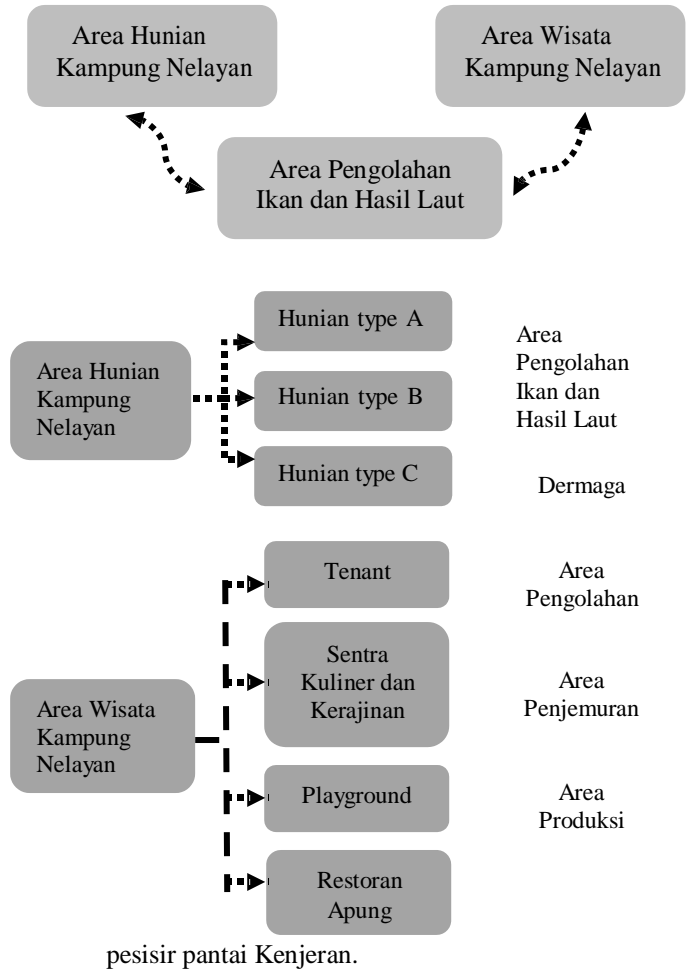 Area Hunian
Kampung Nelayan
Area Wisata
Kampung Nelayan
Area Pengolahan
Ikan dan Hasil Laut
Area Hunian
Kampung
Nelayan
Hunian type A
Hunian type B
Hunian type C
Area
Pengolahan
Ikan dan
Hasil Laut
Dermaga
Area Wisata
Kampung
Nelayan
Tenant
Sentra
Kuliner dan
Kerajinan
Playground
Restoran
Apung
Area
Pengolahan
Area
Penjemuran
Area
Produksi
pesisir pantai Kenjeran.